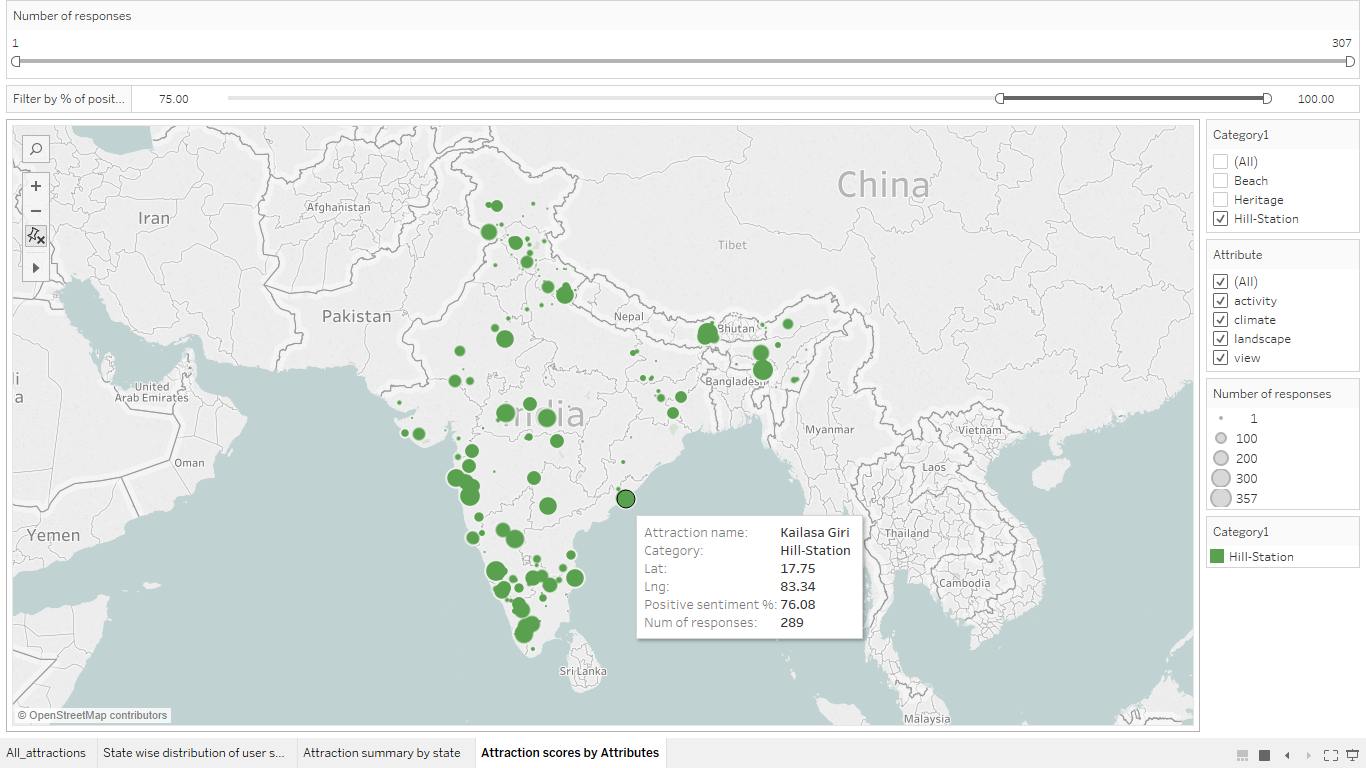 Number of responses
1
307
Filter by % of posit...
75.00
100.00
China
Iran
Afghanistan
Tibet
Pakistan
Nepal
Bhutan
United
Arab Emirates
Bangladesh
India
Oman
Myanmar
Vietnam
Laos
Yemen
Thailand
Cambodia
Sri Lanka
Malaysia
Attraction name: Kailasa Giri
Category: Hill-Station
Lat: 17.75
Lng: 83.34
Positive sentiment %: 76.08
Num of responses: 289
© OpenStreetMap contributors
Category1
(All)
Beach
Heritage
Hill-Station
Attribute
(All)
activity
climate
landscape
view
Number of responses
1
100
200
300
357
Category1
Hill-Station
All_attractions
State wise distribution of user s...
Attraction summary by state
Attraction scores by Attributes